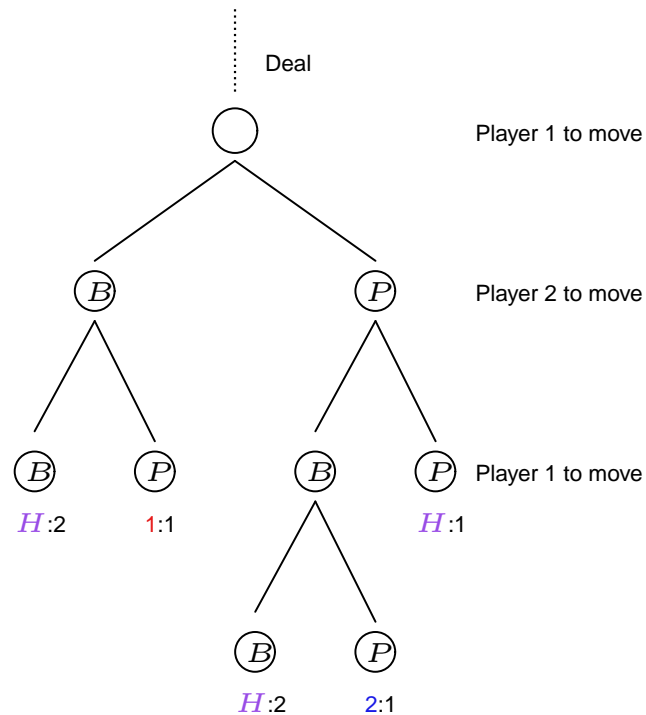 Deal
Player 1 to move
B P Player 2 to move
B P B P Player 1 to move
H:2 1:1 H:1
B P
H:2 2:1